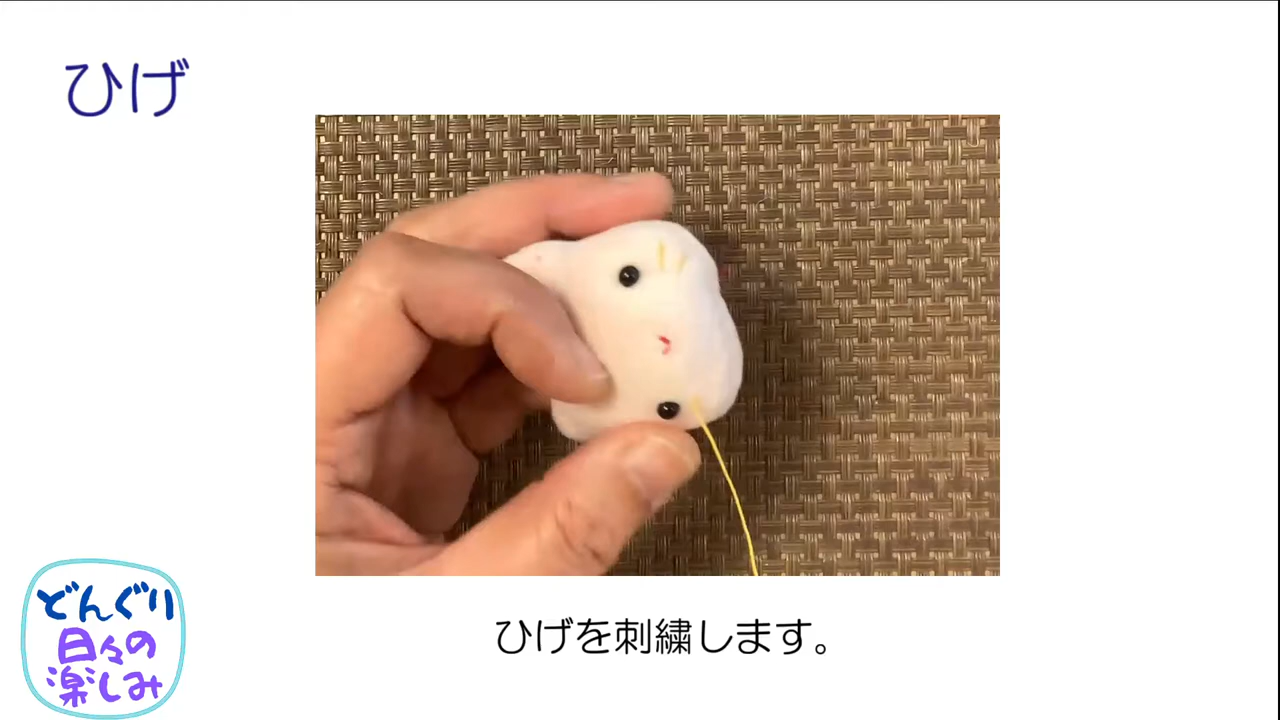 ひげ
ひげを刺繍します。
どんぐり
日々の
楽しみ